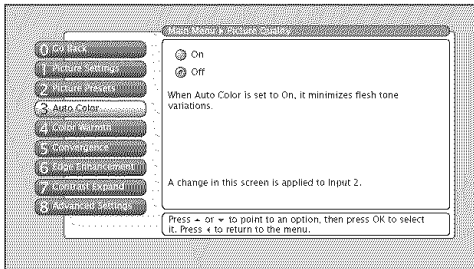 Main Menu ▸ Picture Quality
0 Go Back
1 Picture Settings
2 Picture Presets
3 Auto Color
4 Color Warmth
5 Convergence
6 Edge Enhancement
7 Contrast Expand
8 Advanced Settings
On
Off
When Auto Color is set to On, it minimizes flesh tone
variations.
A change in this screen is applied to Input 2.
Press ▲ or ▼ to point to an option, then press OK to select
it. Press ◀ to return to the menu.